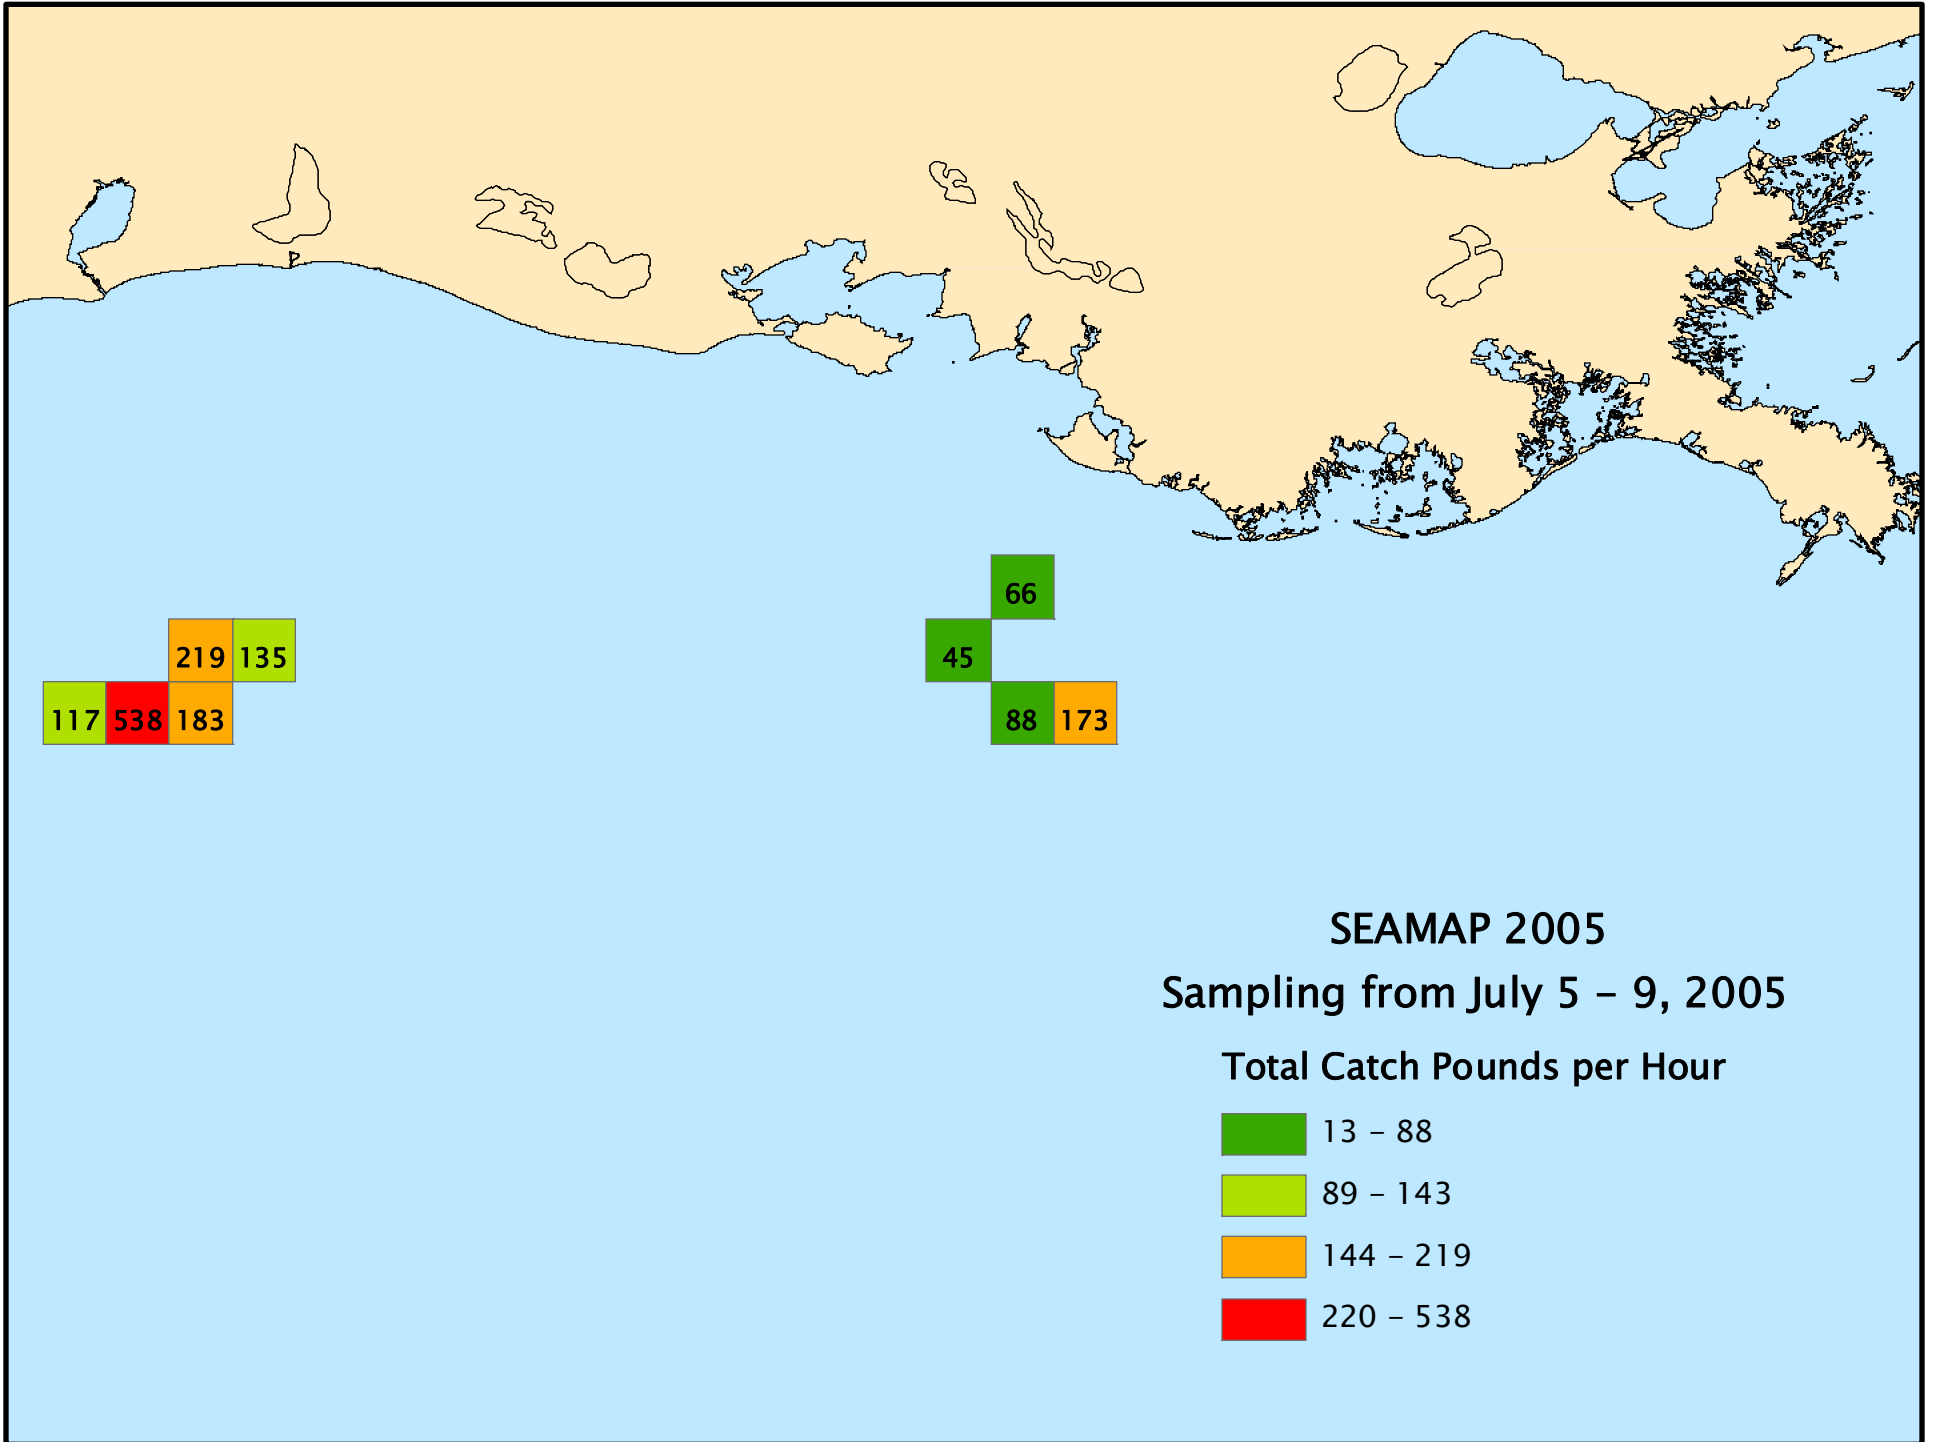 66
219 135
45
117 538 183
88 173
SEAMAP 2005
Sampling from July 5 – 9, 2005
Total Catch Pounds per Hour
13 – 88
89 – 143
144 – 219
220 – 538